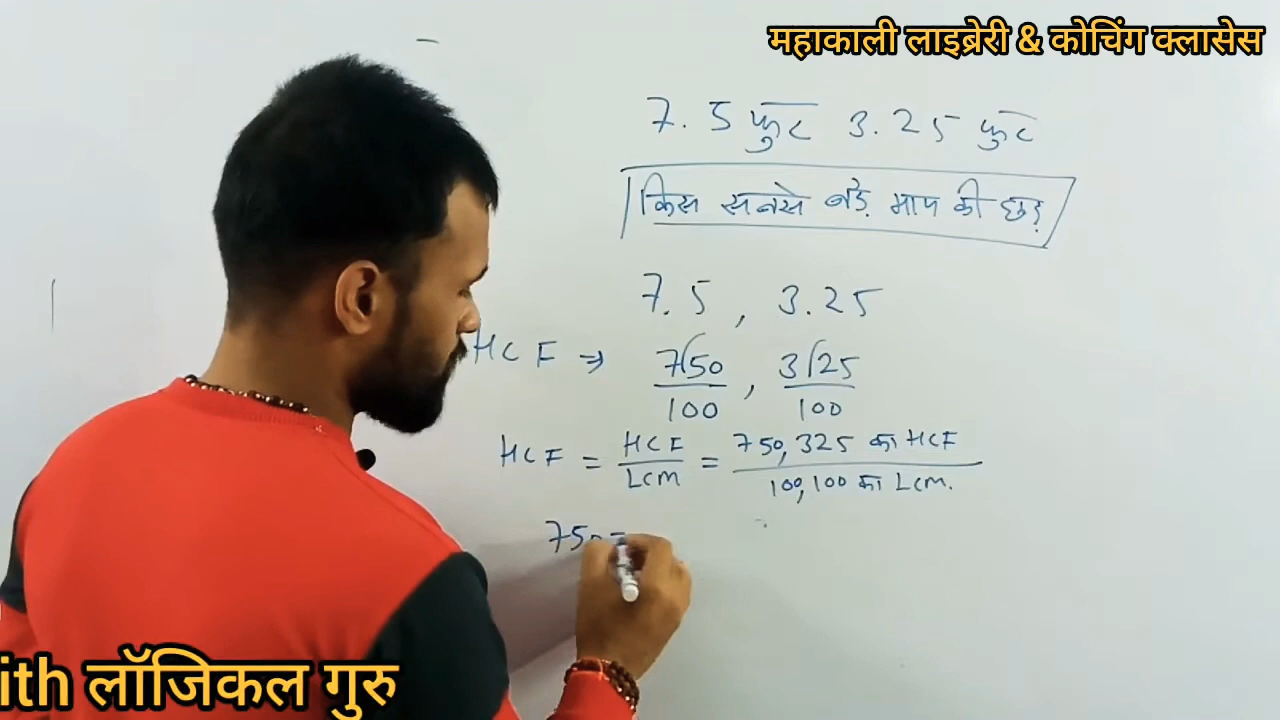 महाकाली लाइब्रेरी & कोचिंग क्लासेस
7.5 फुट 3.25 फुट
किस सबसे बड़े माप की छड़
7.5 , 3.25
HCF ⇒ 750/100 , 325/100
HCF = HCF/LCM = 750, 325 का HCF / 100, 100 का LCM.
750 =
ith लॉजिकल गुरु